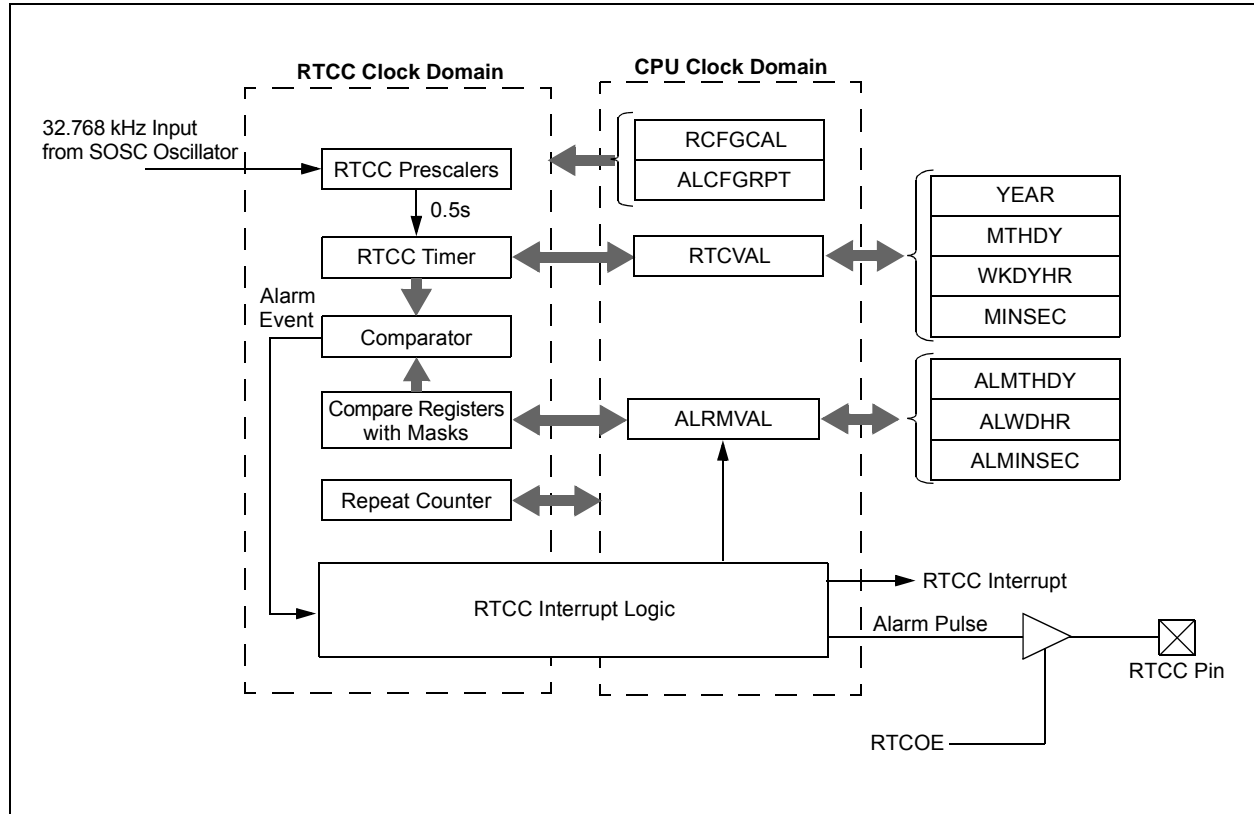 RTCC Clock Domain
CPU Clock Domain
32.768 kHz Input
from SOSC Oscillator
RTCC Prescalers
0.5s
RTCC Timer
Alarm
Event
Comparator
Compare Registers
with Masks
Repeat Counter
RCFGCAL
ALCFGRPT
RTCVAL
ALRMVAL
YEAR
MTHDY
WKDYHR
MINSEC
ALMTHDY
ALWDHR
ALMINSEC
RTCC Interrupt Logic
RTCC Interrupt
Alarm Pulse
RTCC Pin
RTCOE